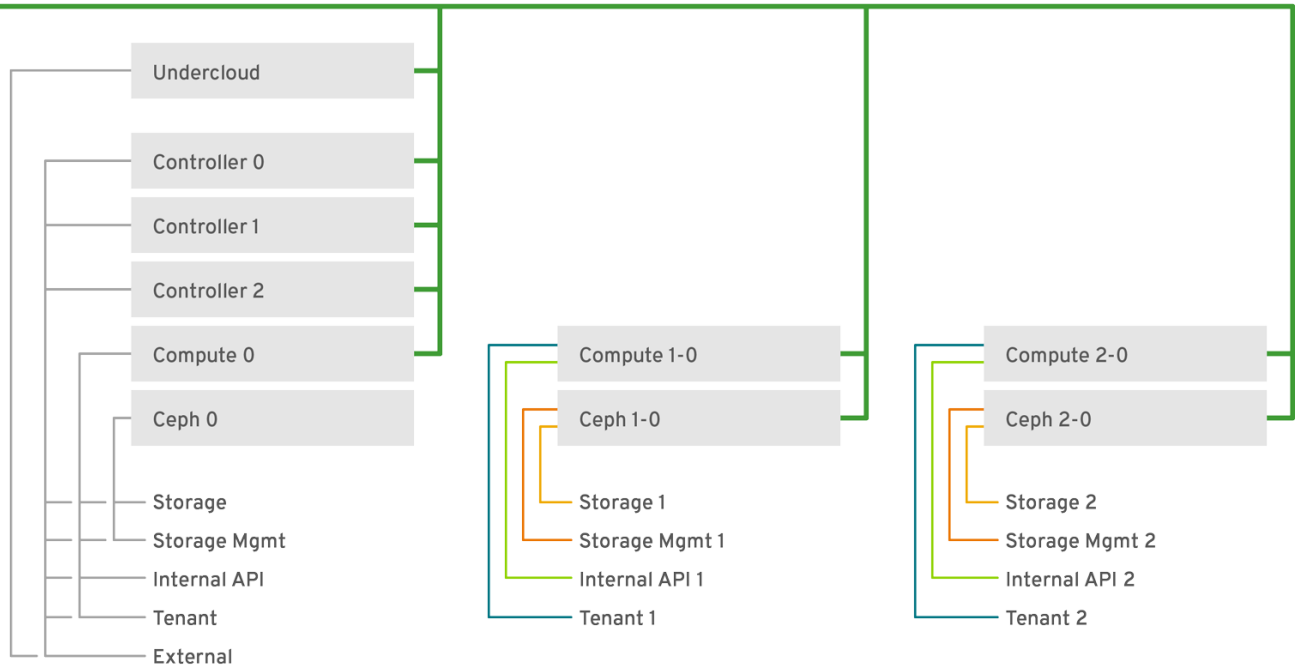 Undercloud
Controller 0
Controller 1
Controller 2
Compute 0
Ceph 0
Storage
Storage Mgmt
Internal API
Tenant
External
Compute 1-0
Ceph 1-0
Storage 1
Storage Mgmt 1
Internal API 1
Tenant 1
Compute 2-0
Ceph 2-0
Storage 2
Storage Mgmt 2
Internal API 2
Tenant 2